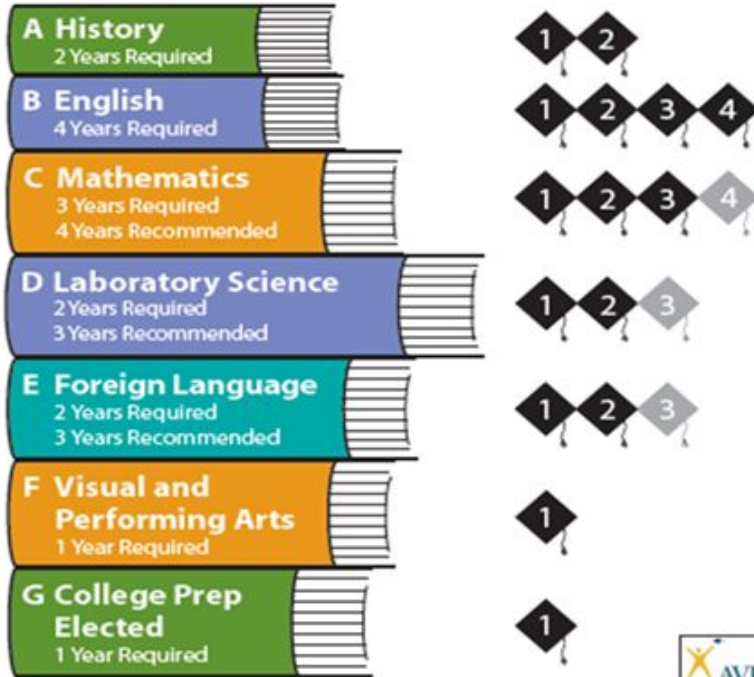 A History
2 Years Required
1 2
B English
4 Years Required
1 2 3 4
C Mathematics
3 Years Required
4 Years Recommended
1 2 3 4
D Laboratory Science
2 Years Required
3 Years Recommended
1 2 3
E Foreign Language
2 Years Required
3 Years Recommended
1 2 3
F Visual and
Performing Arts
1 Year Required
1
G College Prep
Elected
1 Year Required
1